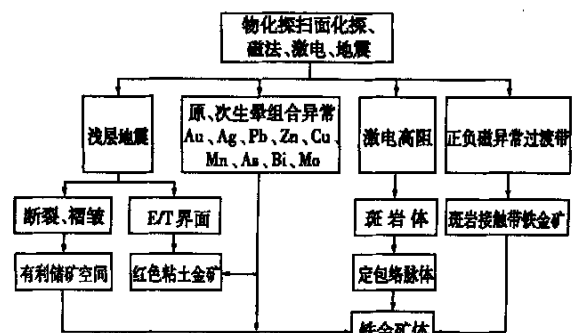 物化探扫面化探、
磁法、激电、地震
浅层地震
原、次生晕组合异常
Au、Ag、Pb、Zn、Cu、
Mn、As、Bi、Mo
激电高阻
正负磁异常过渡带
断裂、褶皱
E/T 界面
斑岩体
斑岩接触带铁金矿
有利储矿空间
红色粘土金矿
定包络脉体
铁金矿体